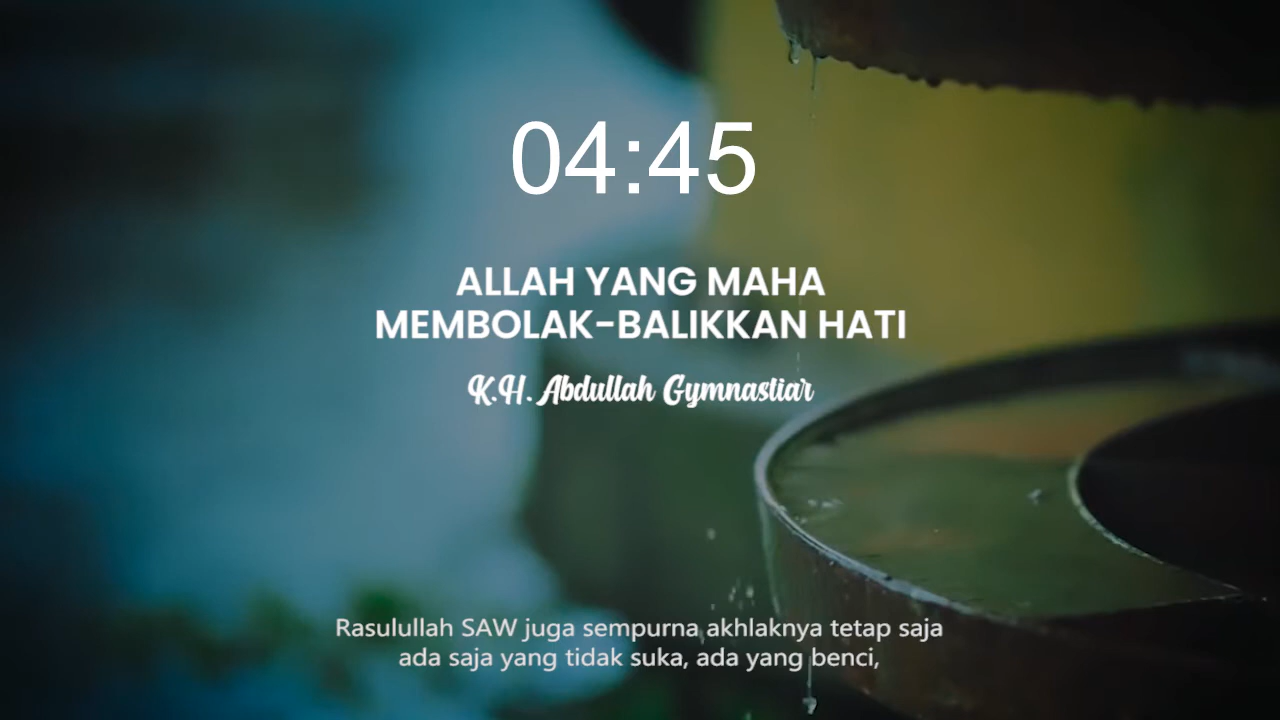 04:45
ALLAH YANG MAHA
MEMBOLAK-BALIKKAN HATI
K.H. Abdullah Gymnastiar
Rasulullah SAW juga sempurna akhlaknya tetap saja
ada saja yang tidak suka, ada yang benci,